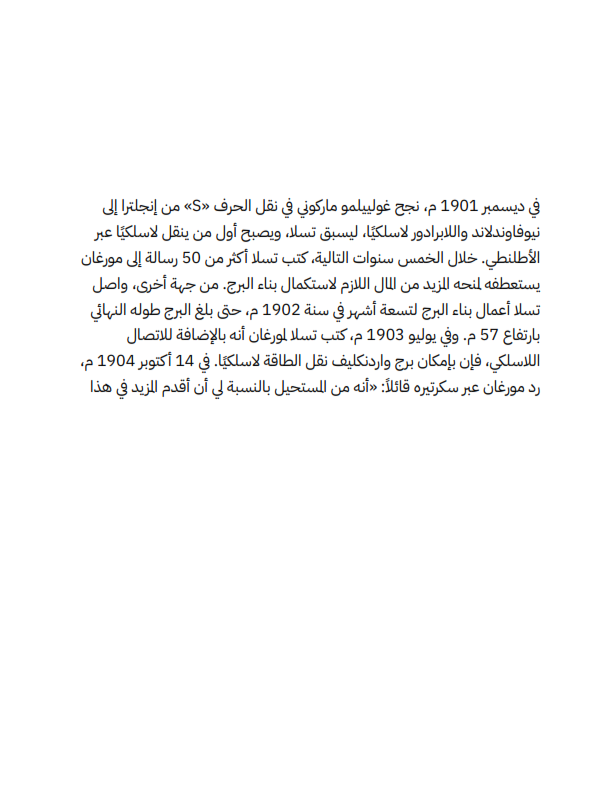 في ديسمبر 1901 م، نجح غولييلمو ماركوني في نقل الحرف «S» من إنجلترا إلى
نيوفاوندلاند واللابرادور لاسلكيًا، ليسبق تسلا، ويصبح أول من ينقل لاسلكيًا عبر
الأطلنطي. خلال الخمس سنوات التالية، كتب تسلا أكثر من 50 رسالة إلى مورغان
يستعطفه لمنحه المزيد من المال اللازم لاستكمال بناء البرج. من جهة أخرى، واصل
تسلا أعمال بناء البرج لتسعة أشهر في سنة 1902 م، حتى بلغ البرج طوله النهائي
بارتفاع 57 م. وفي يوليو 1903 م، كتب تسلا لمورغان أنه بالإضافة للاتصال
اللاسلكي، فإن بإمكان برج واردنكليف نقل الطاقة لاسلكيًا. في 14 أكتوبر 1904 م،
رد مورغان عبر سكرتيره قائلاً: «أنه من المستحيل بالنسبة لي أن أقدم المزيد في هذا